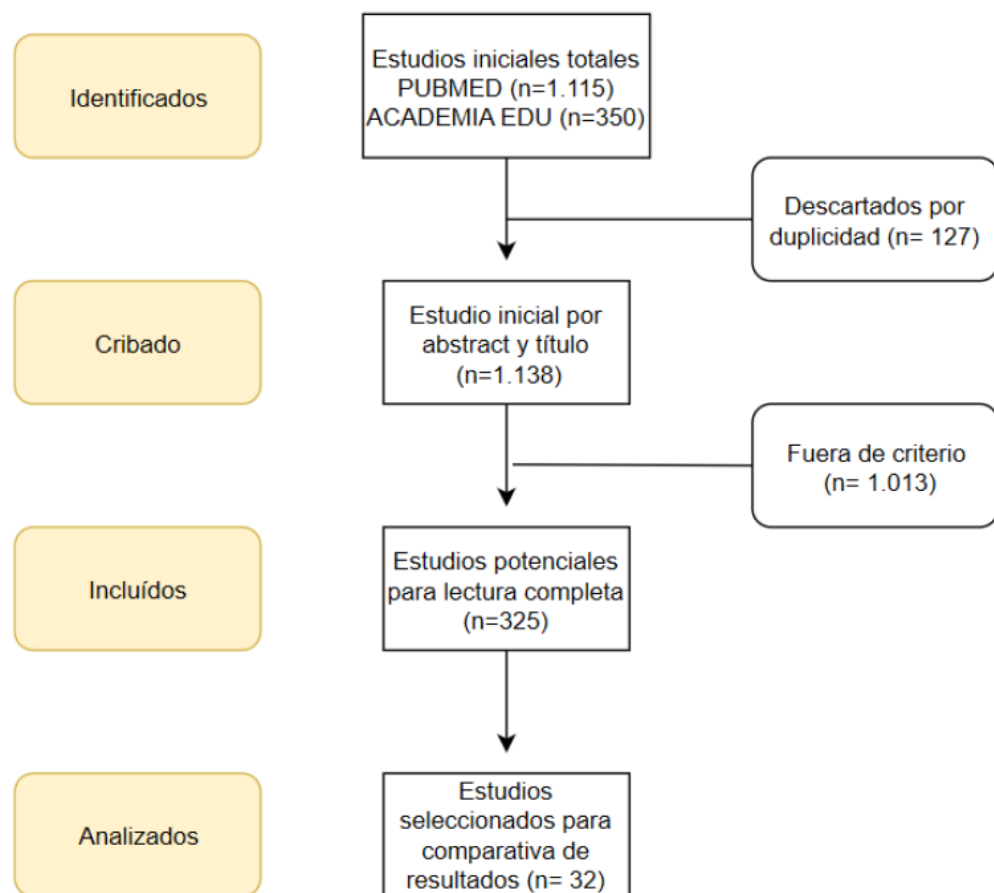 Identificados
Estudios iniciales totales
PUBMED (n=1.115)
ACADEMIA EDU (n=350)
Descartados por
duplicidad (n= 127)
Cribado
Estudio inicial por
abstract y título
(n=1.138)
Fuera de criterio
(n= 1.013)
Incluídos
Estudios potenciales
para lectura completa
(n=325)
Analizados
Estudios
seleccionados para
comparativa de
resultados (n= 32)